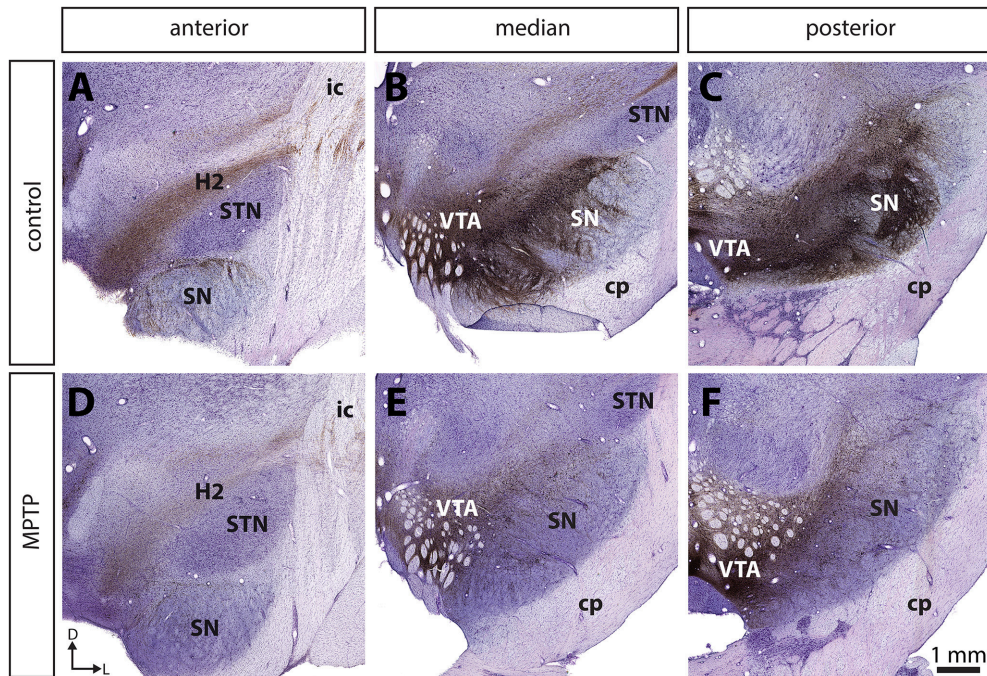 anterior
median
posterior
control
A
ic
H2
STN
SN
B
STN
VTA
SN
cp
C
SN
VTA
cp
MPTP
D
ic
H2
STN
SN
D
L
E
STN
VTA
SN
cp
F
SN
VTA
cp
1 mm